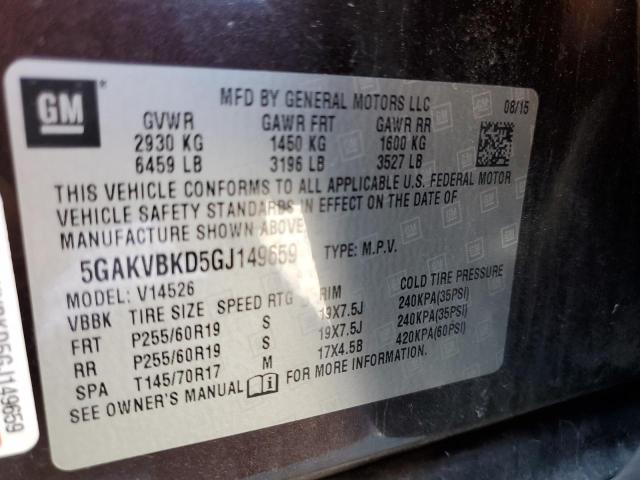 GM
MFD BY GENERAL MOTORS LLC 08/15
GVWR GAWR FRT GAWR RR
2930 KG 1450 KG 1600 KG
6459 LB 3196 LB 3527 LB
THIS VEHICLE CONFORMS TO ALL APPLICABLE U.S. FEDERAL MOTOR
VEHICLE SAFETY STANDARDS IN EFFECT ON THE DATE OF
MANUFACTURE SHOWN ABOVE.
5GAKVBKD5GJ149659 TYPE: M.P.V.
MODEL: V14526
VBBK TIRE SIZE SPEED RTG RIM COLD TIRE PRESSURE
FRT P255/60R19 S 19X7.5J 240KPA(35PSI)
RR P255/60R19 S 19X7.5J 240KPA(35PSI)
SPA T145/70R17 M 17X4.5B 420KPA(60PSI)
SEE OWNER'S MANUAL FOR MORE INFORMATION.
J149659